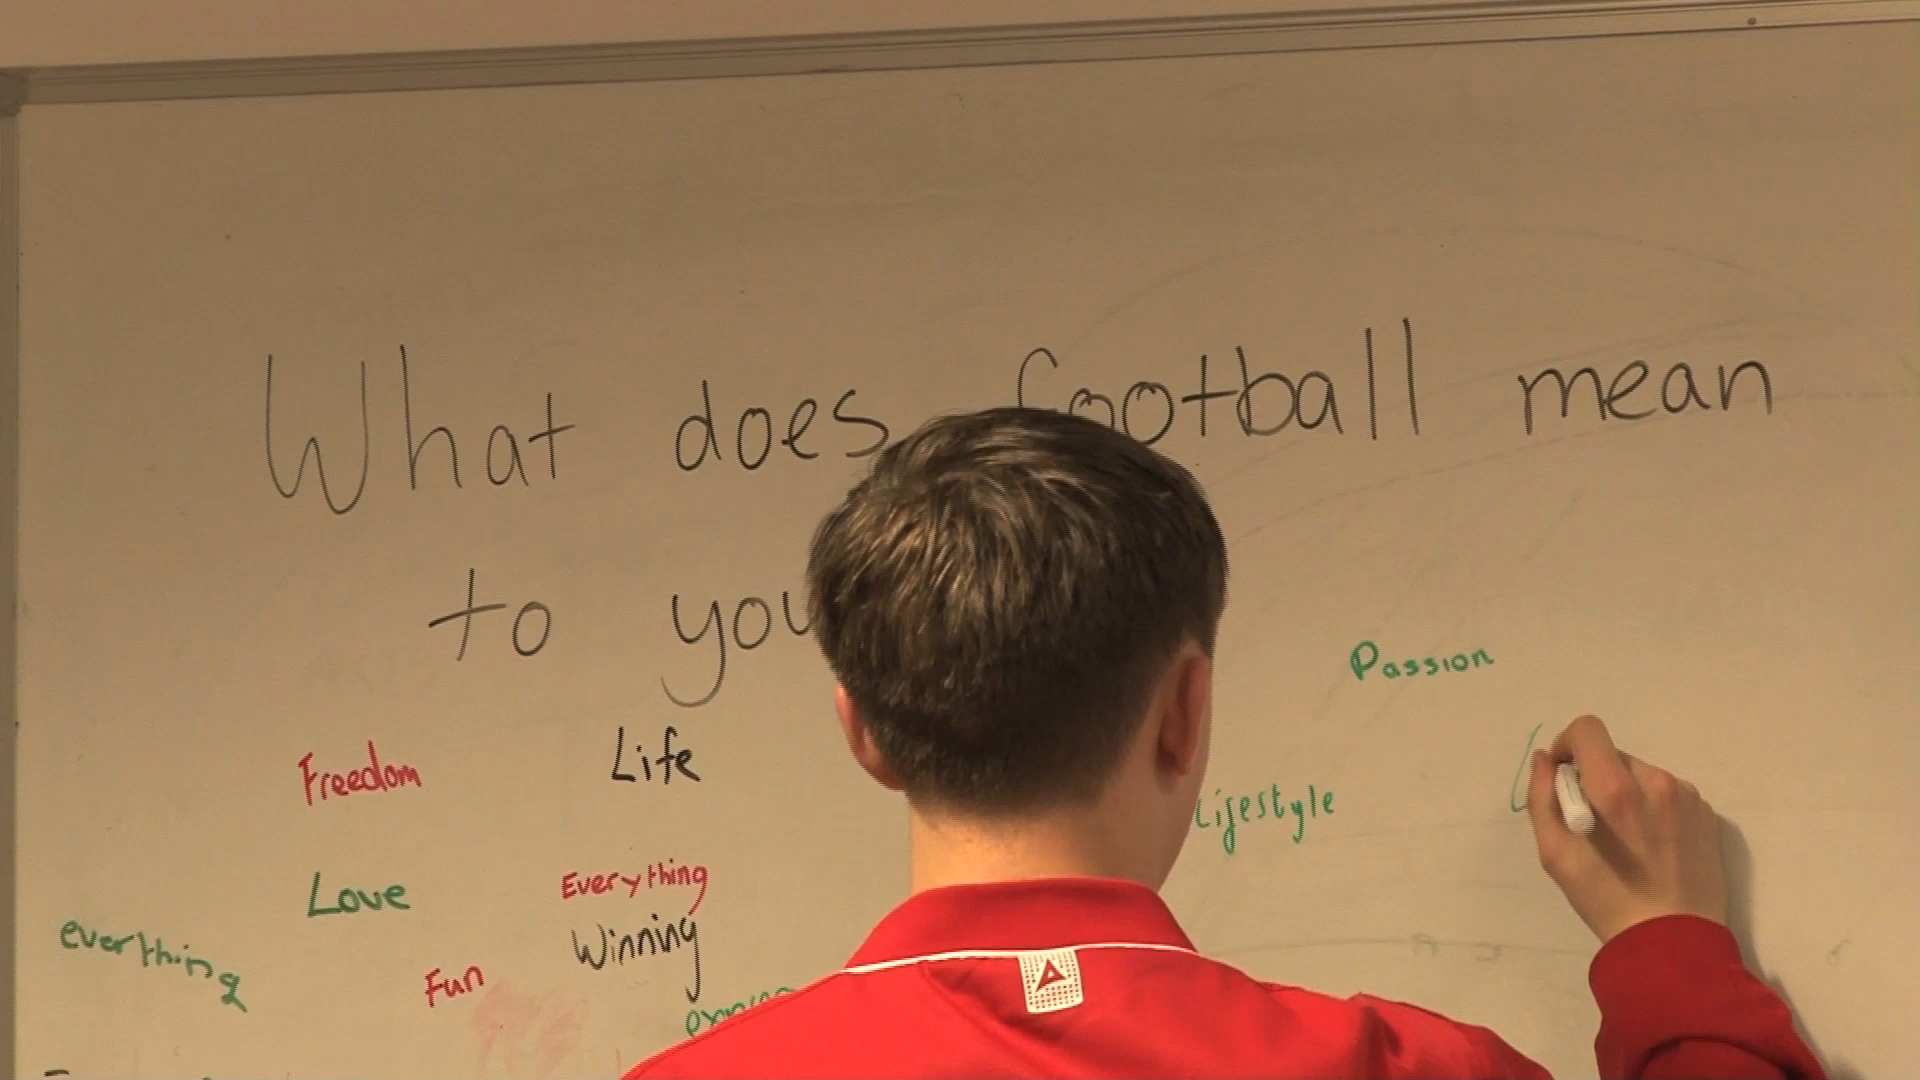 What does football mean
to you
Passion
Freedom
Life
Lifestyle
Love
Everything
everthing
Winning
Fun